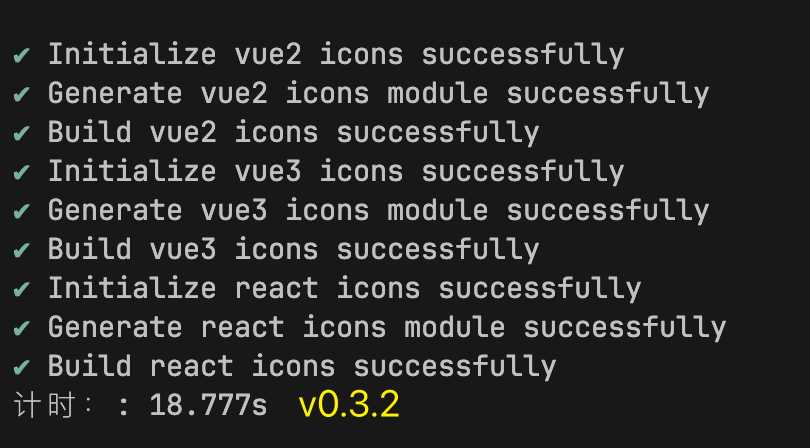 ✔ Initialize vue2 icons successfully
✔ Generate vue2 icons module successfully
✔ Build vue2 icons successfully
✔ Initialize vue3 icons successfully
✔ Generate vue3 icons module successfully
✔ Build vue3 icons successfully
✔ Initialize react icons successfully
✔ Generate react icons module successfully
✔ Build react icons successfully
计时：: 18.777s v0.3.2